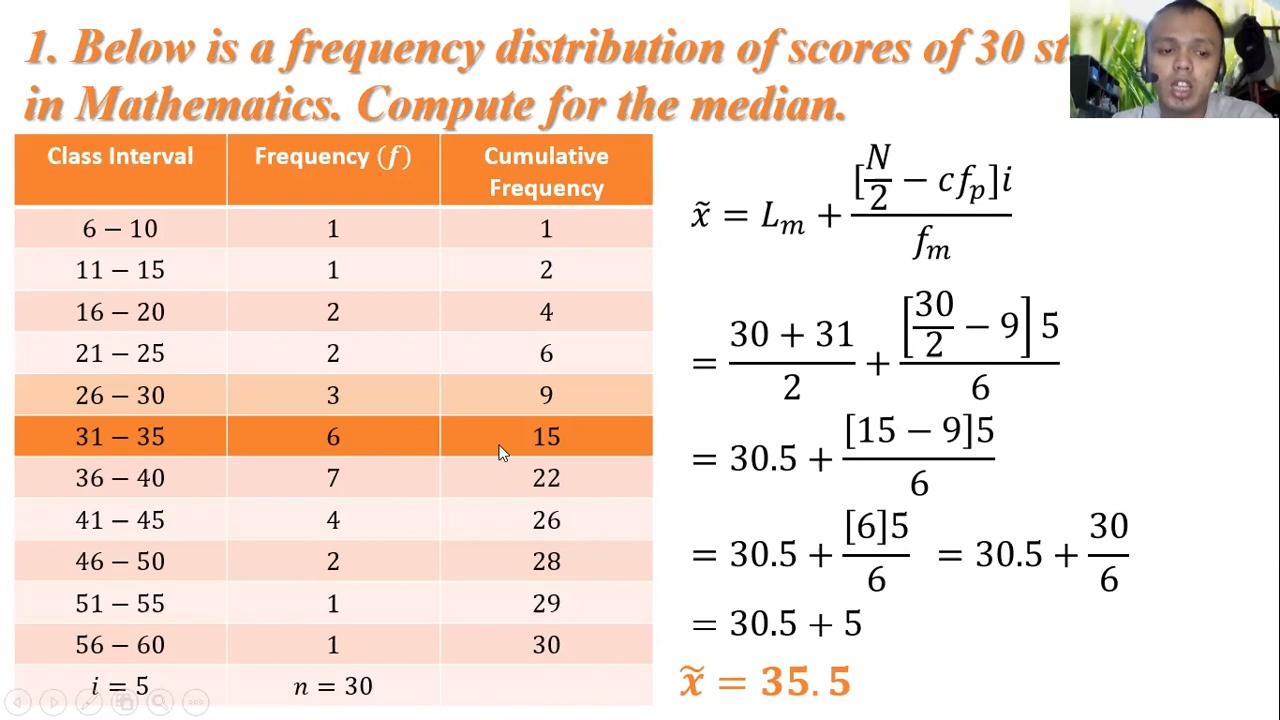 1. Below is a frequency distribution of scores of 30 st
in Mathematics. Compute for the median.
Class Interval Frequency (f) Cumulative Frequency
6 – 10 1 1
11 – 15 1 2
16 – 20 2 4
21 – 25 2 6
26 – 30 3 9
31 – 35 6 15
36 – 40 7 22
41 – 45 4 26
46 – 50 2 28
51 – 55 1 29
56 – 60 1 30
i = 5 n = 30
x̃ = Lₘ + [N/2 − cfₚ]i / fₘ
= (30 + 31)/2 + [30/2 − 9] 5 / 6
= 30.5 + [15 − 9]5 / 6
= 30.5 + [6]5 / 6 = 30.5 + 30/6
= 30.5 + 5
x̃ = 35.5